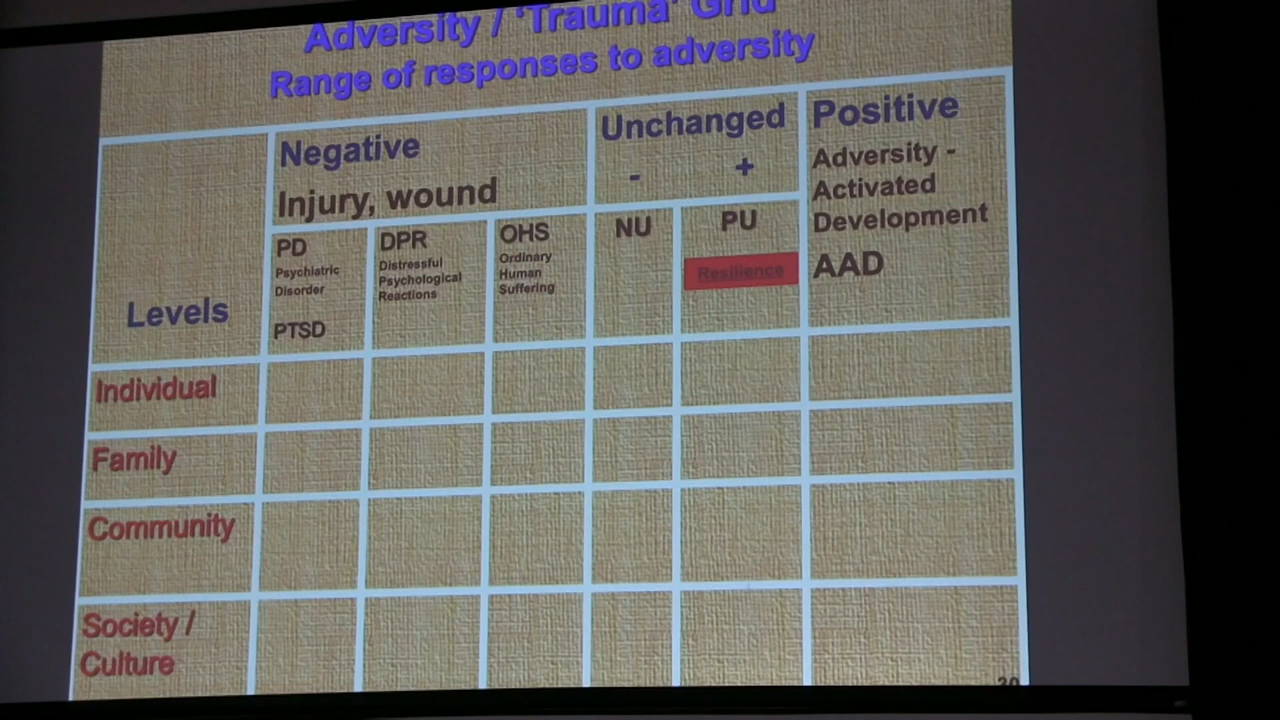 Adversity / 'Trauma' Grid
Range of responses to adversity
Levels
Negative
Injury, wound
Unchanged
- +
Positive
Adversity -
Activated
Development
AAD
PD
Psychiatric
Disorder
PTSD
DPR
Distressful
Psychological
Reactions
OHS
Ordinary
Human
Suffering
NU
PU
Resilience
Individual
Family
Community
Society /
Culture